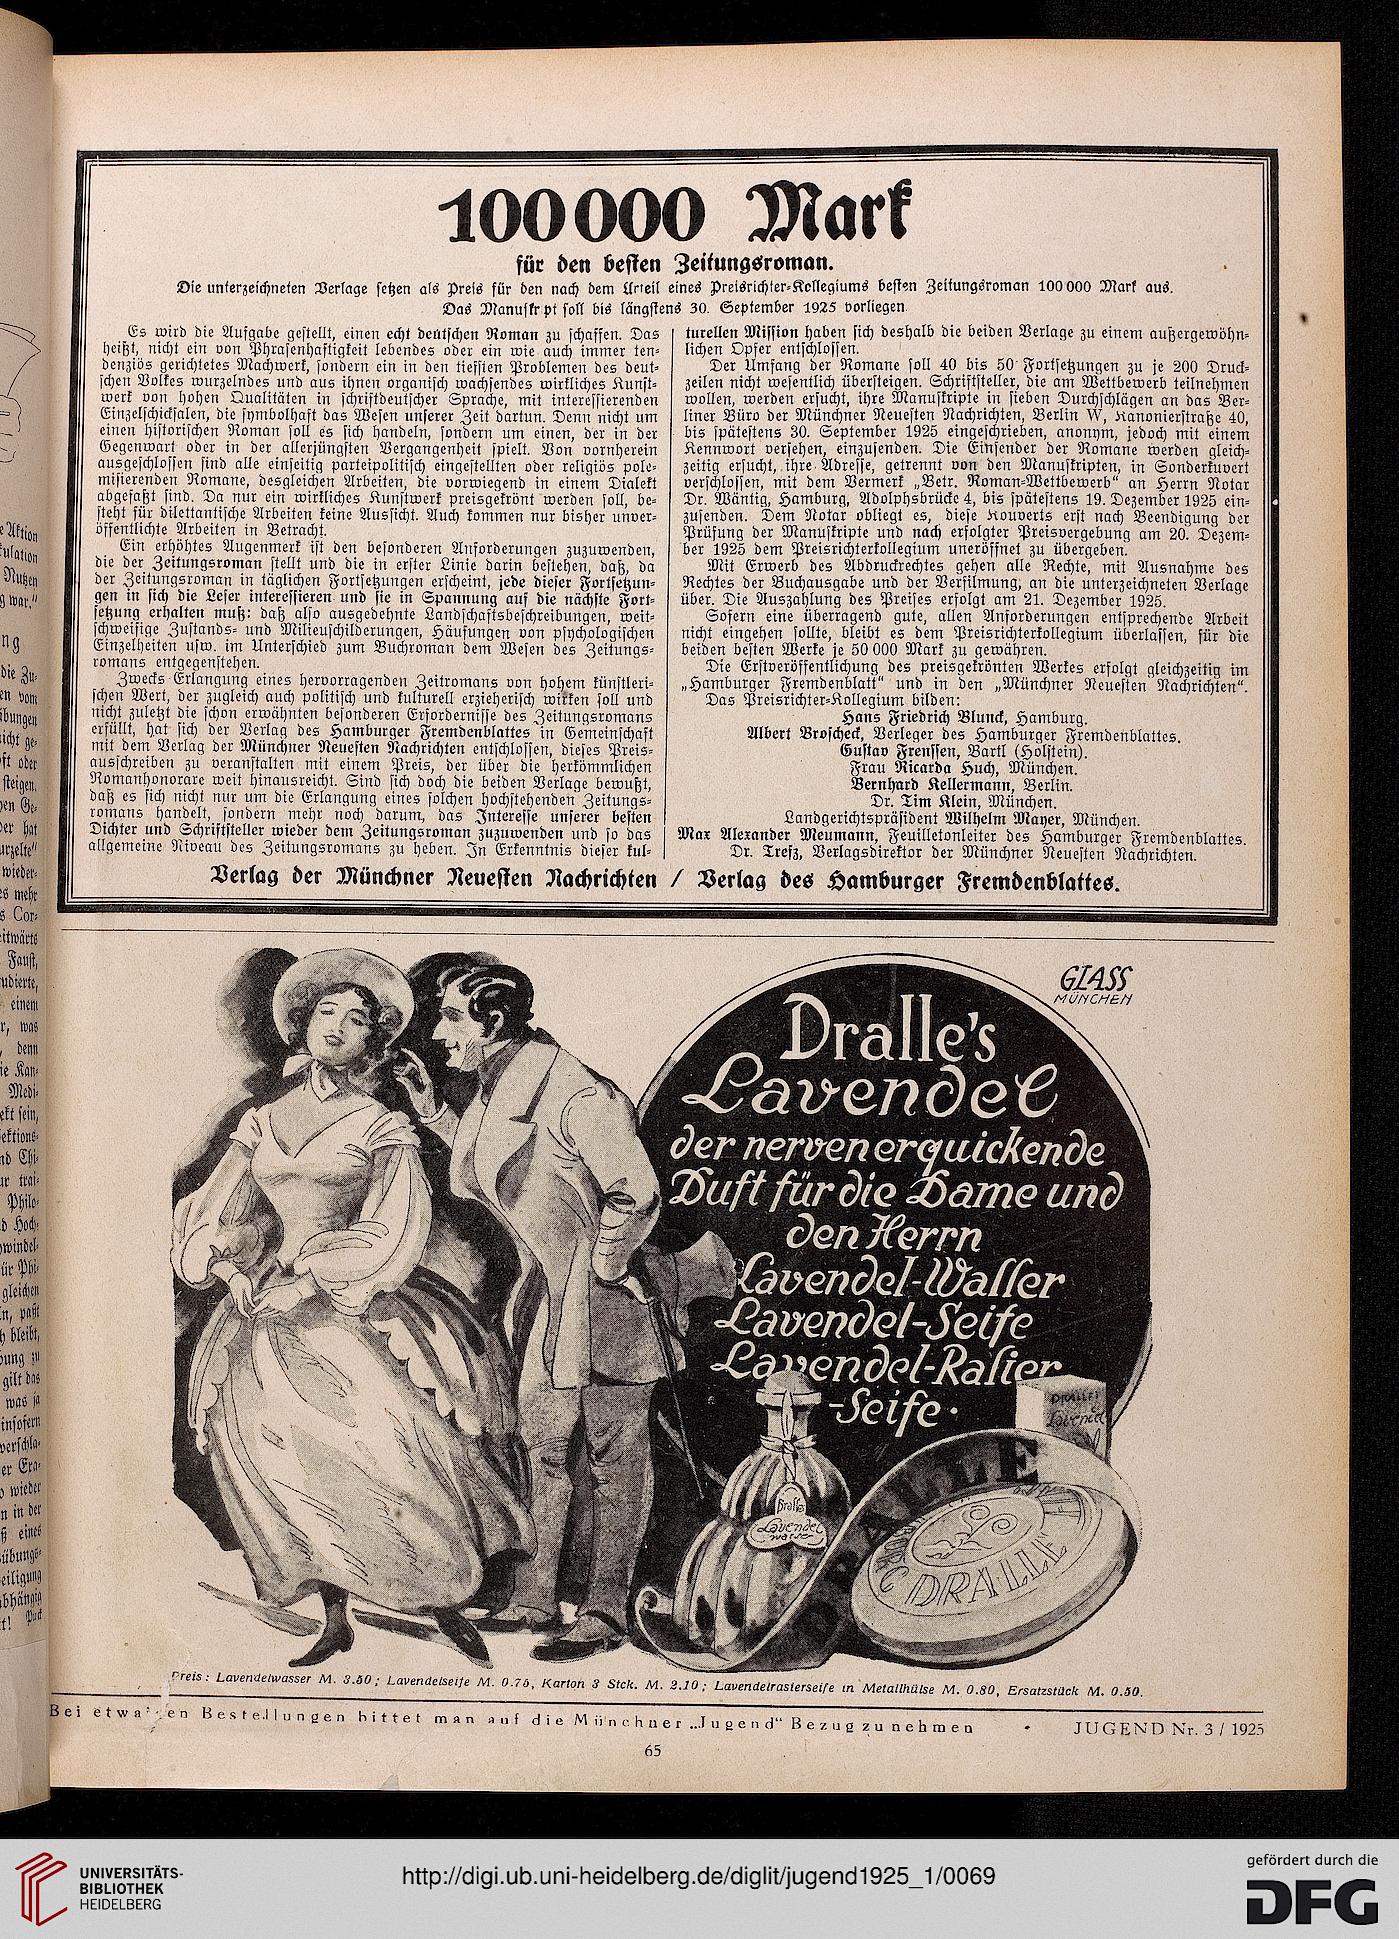 100000 Mark
für den besten Zeitungsroman.
Die unterzeichneten Verlage setzen als Preis für den nach dem Urteil eines Preisrichter-Kollegiums besten Zeitungsroman 100 000 Mark aus.
Das Manuskript soll bis längstens 30. September 1925 vorliegen.
Es wird die Aufgabe gestellt, einen echt deutschen Roman zu schaffen. Das
heißt, nicht ein von Phrasenhaftigkeit lebendes oder ein wie auch immer ten-
denziös gerichtetes Machwerk, sondern ein in den tiefsten Problemen des deut-
schen Volkes wurzelndes und aus ihnen organisch wachsendes wirkliches Kunst-
werk von hohen Qualitäten in schriftdeutscher Sprache, mit interessierenden
Einzelschicksalen, die symbolhaft das Wesen unserer Zeit dartun. Denn nicht um
einen historischen Roman soll es sich handeln, sondern um einen, der in der
Gegenwart oder in der allerjüngsten Vergangenheit spielt. Von vornherein
ausgeschlossen sind alle einseitig parteipolitisch eingestellten oder religiös pole-
misierenden Romane, desgleichen Arbeiten, die vorwiegend in einem Dialekt
abgefaßt sind. Da nur ein wirkliches Kunstwerk preisgekrönt werden soll, be-
steht für dilettantische Arbeiten keine Aussicht. Auch kommen nur bisher unver-
öffentlichte Arbeiten in Betracht.
Ein erhöhtes Augenmerk ist den besonderen Anforderungen zuzuwenden,
die der Zeitungsroman stellt und die in erster Linie darin bestehen, daß, da
der Zeitungsroman in täglichen Fortsetzungen erscheint, jede dieser Fortsetzun-
gen in sich die Leser interessieren und sie in Spannung auf die nächste Fort-
setzung erhalten muß: daß also ausgedehnte Landschaftsbeschreibungen, weit-
schweifige Zustands- und Milieuschilderungen, Häufungen von psychologischen
Einzelheiten usw. im Unterschied zum Buchroman dem Wesen des Zeitungs-
romans entgegenstehen.
Zwecks Erlangung eines hervorragenden Zeitromans von hohem künstleri-
schen Wert, der zugleich auch politisch und kulturell erzieherisch wirken soll und
nicht zuletzt die schon erwähnten besonderen Erfordernisse des Zeitungsromans
erfüllt, hat sich der Verlag des Hamburger Fremdenblattes in Gemeinschaft
mit dem Verlag der Münchner Neuesten Nachrichten entschlossen, dieses Preis-
ausschreiben zu veranstalten mit einem Preis, der über die herkömmlichen
Romanhonorare weit hinausreicht. Sind sich doch die beiden Verlage bewußt,
daß es sich nicht nur um die Erlangung eines solchen hochstehenden Zeitungs-
romans handelt, sondern mehr noch darum, das Interesse unserer besten
Dichter und Schriftsteller wieder dem Zeitungsroman zuzuwenden und so das
allgemeine Niveau des Zeitungsromans zu heben. In Erkenntnis dieser kul-
turellen Mission haben sich deshalb die beiden Verlage zu einem außergewöhn-
lichen Opfer entschlossen.
Der Umfang der Romane soll 40 bis 50 Fortsetzungen zu je 200 Druck-
zeilen nicht wesentlich übersteigen. Schriftsteller, die am Wettbewerb teilnehmen
wollen, werden ersucht, ihre Manuskripte in sieben Durchschlägen an das Ber-
liner Büro der Münchner Neuesten Nachrichten, Berlin W, Kanonierstraße 40,
bis spätestens 30. September 1925 eingeschrieben, anonym, jedoch mit einem
Kennwort versehen, einzusenden. Die Einsender der Romane werden gleich-
zeitig ersucht, ihre Adresse, getrennt von den Manuskripten, in Sonderkuvert
verschlossen, mit dem Vermerk „Betr. Roman-Wettbewerb“ an Herrn Notar
Dr. Wäntig, Hamburg, Adolphsbrücke 4, bis spätestens 19. Dezember 1925 ein-
zusenden. Dem Notar obliegt es, diese Kouverts erst nach Beendigung der
Prüfung der Manuskripte und nach erfolgter Preisvergebung am 20. Dezem-
ber 1925 dem Preisrichterkollegium uneröffnet zu übergeben.
Mit Erwerb des Abdruckrechtes gehen alle Rechte, mit Ausnahme des
Rechtes der Buchausgabe und der Verfilmung, an die unterzeichneten Verlage
über. Die Auszahlung des Preises erfolgt am 21. Dezember 1925.
Sofern eine überragend gute, allen Anforderungen entsprechende Arbeit
nicht eingehen sollte, bleibt es dem Preisrichterkollegium überlassen, für die
beiden besten Werke je 50 000 Mark zu gewähren.
Die Erstveröffentlichung des preisgekrönten Werkes erfolgt gleichzeitig im
„Hamburger Fremdenblatt“ und in den „Münchner Neuesten Nachrichten“.
Das Preisrichter-Kollegium bilden:
Hans Friedrich Blunck, Hamburg.
Albert Broscheck, Verleger des Hamburger Fremdenblattes.
Gustav Frenssen, Bartl (Holstein).
Frau Ricarda Huch, München.
Bernhard Kellermann, Berlin.
Dr. Tim Klein, München.
Landgerichtspräsident Wilhelm Mayer, München.
Max Alexander Meumann, Feuilletonleiter des Hamburger Fremdenblattes.
Dr. Trefz, Verlagsdirektor der Münchner Neuesten Nachrichten.
Verlag der Münchner Neuesten Nachrichten / Verlag des Hamburger Fremdenblattes.
GLASS
MÜNCHEN
Dralle's
Lavendel
der nervenerquickende
Duft für die Dame und
den Herrn
Lavendel-Wasser
Lavendel-Seife
Lavendel-Rasier
-Seife.
DRALLE'S
Lavendel
DRALLE
Dralle's
Lavendel
wasser
DRALLE
Preis: Lavendelwasser M. 3.50; Lavendelseife M. 0.75, Karton 3 Stck. M. 2.10; Lavendelrasierseife in Metallhülse M. 0.80, Ersatzstück M. 0.50.
Bei etwaigen Bestellungen bittet man auf die Münchner „Jugend“ Bezug zu nehmen • JUGEND Nr. 3 / 1925
65
UNIVERSITÄTS-
BIBLIOTHEK
HEIDELBERG
http://digi.ub.uni-heidelberg.de/diglit/jugend1925_1/0069
gefördert durch die
DFG